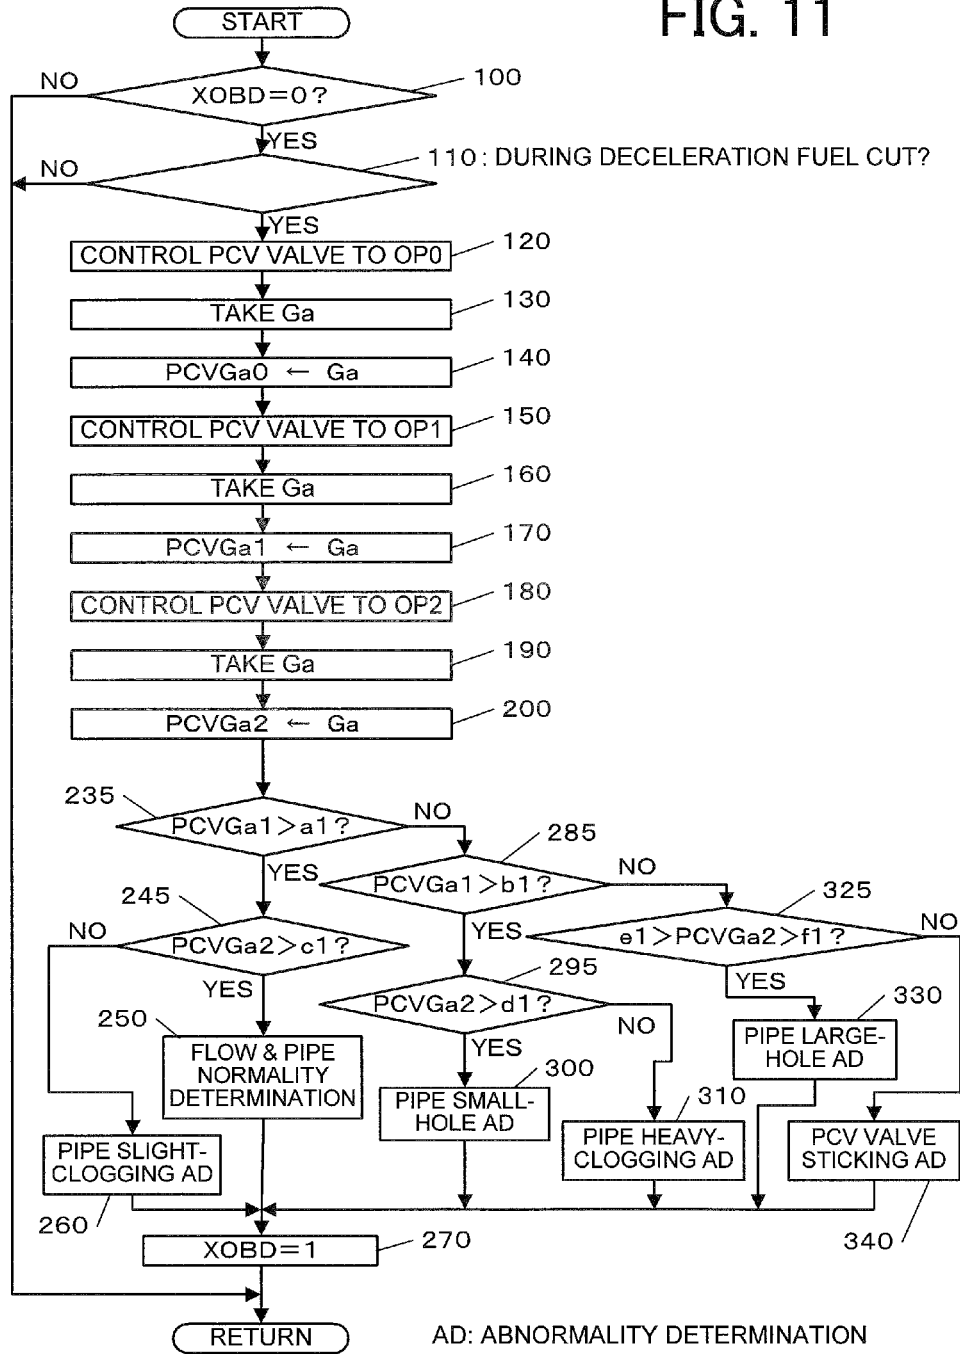 FIG. 11
START
XOBD=0?
100
NO
YES
110 : DURING DECELERATION FUEL CUT?
NO
YES
CONTROL PCV VALVE TO OP0
120
TAKE Ga
130
PCVGa0 ← Ga
140
CONTROL PCV VALVE TO OP1
150
TAKE Ga
160
PCVGa1 ← Ga
170
CONTROL PCV VALVE TO OP2
180
TAKE Ga
190
PCVGa2 ← Ga
200
235
PCVGa1>a1?
NO
YES
285
PCVGa1>b1?
NO
YES
245
PCVGa2>c1?
NO
YES
325
e1>PCVGa2>f1?
NO
YES
295
PCVGa2>d1?
NO
YES
250
FLOW & PIPE
NORMALITY
DETERMINATION
330
PIPE LARGE-
HOLE AD
300
PIPE SMALL-
HOLE AD
310
PIPE HEAVY-
CLOGGING AD
PCV VALVE
STICKING AD
340
PIPE SLIGHT-
CLOGGING AD
260
XOBD=1
270
RETURN
AD: ABNORMALITY DETERMINATION